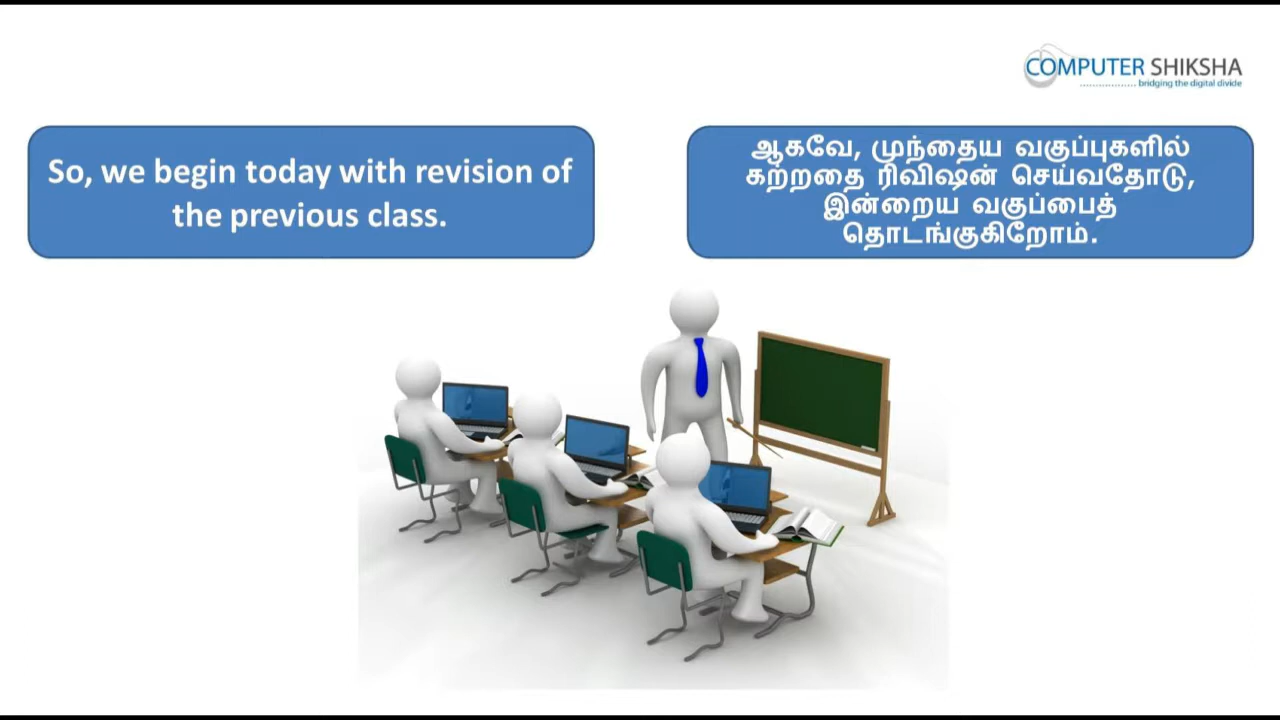 COMPUTER SHIKSHA
bridging the digital divide
So, we begin today with revision of
the previous class.
ஆகவே, முந்தைய வகுப்புகளில்
கற்றதை ரிவிஷன் செய்வதோடு,
இன்றைய வகுப்பைத்
தொடங்குகிறோம்.